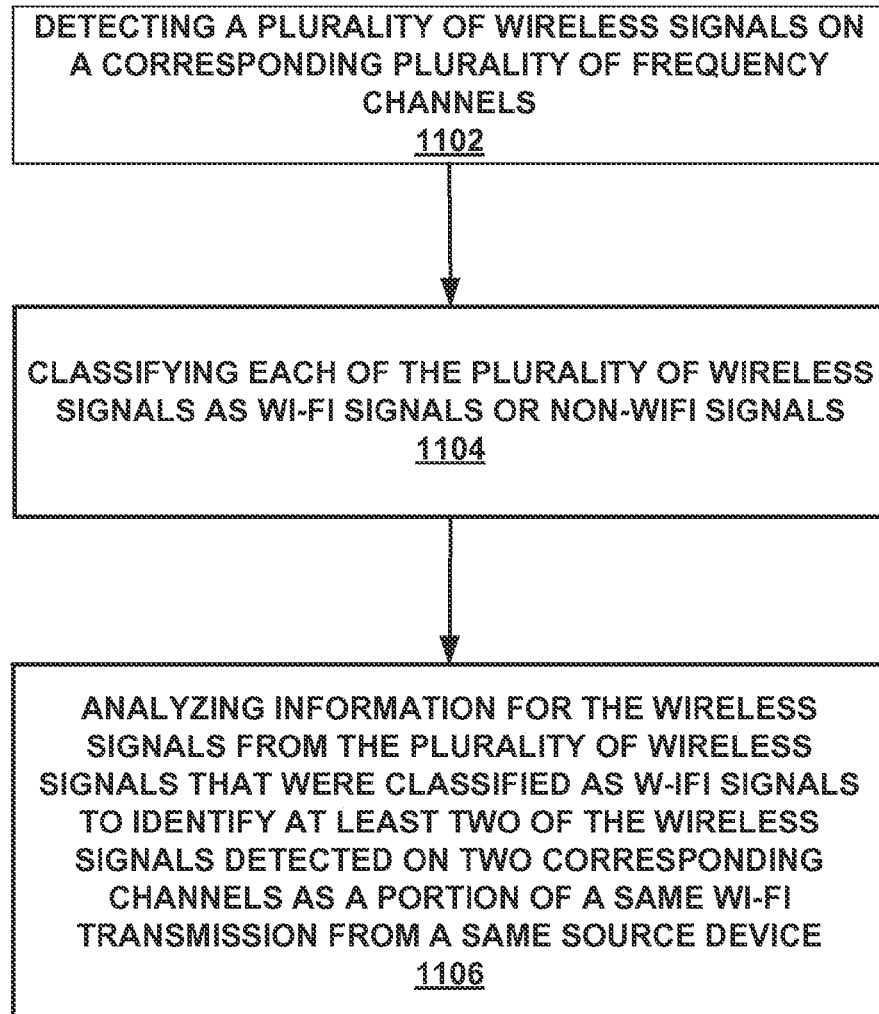 DETECTING A PLURALITY OF WIRELESS SIGNALS ON
A CORRESPONDING PLURALITY OF FREQUENCY
CHANNELS
1102
CLASSIFYING EACH OF THE PLURALITY OF WIRELESS
SIGNALS AS WI-FI SIGNALS OR NON-WIFI SIGNALS
1104
ANALYZING INFORMATION FOR THE WIRELESS
SIGNALS FROM THE PLURALITY OF WIRELESS
SIGNALS THAT WERE CLASSIFIED AS W-IFI SIGNALS
TO IDENTIFY AT LEAST TWO OF THE WIRELESS
SIGNALS DETECTED ON TWO CORRESPONDING
CHANNELS AS A PORTION OF A SAME WI-FI
TRANSMISSION FROM A SAME SOURCE DEVICE
1106